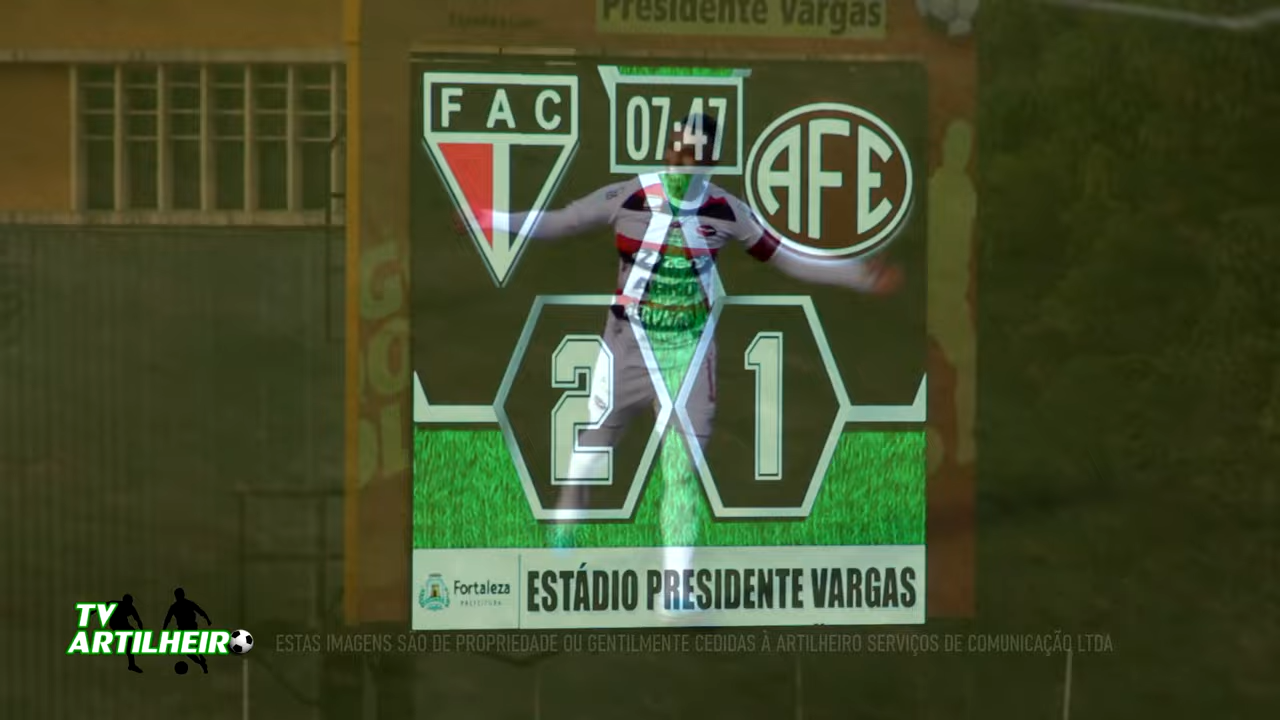 Presidente Vargas
FAC
07:47
AFE
2
1
Fortaleza
PREFEITURA
ESTÁDIO PRESIDENTE VARGAS
TV
ARTILHEIRO
ESTAS IMAGENS SÃO DE PROPRIEDADE OU GENTILMENTE CEDIDAS À ARTILHEIRO SERVIÇOS DE COMUNICAÇÃO LTDA